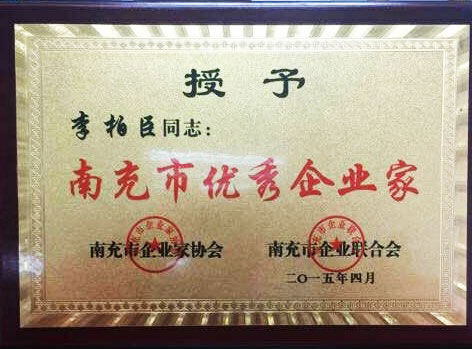 授予
李柏臣同志：
南充市优秀企业家
南充市企业家协会 南充市企业联合会
二〇一五年四月